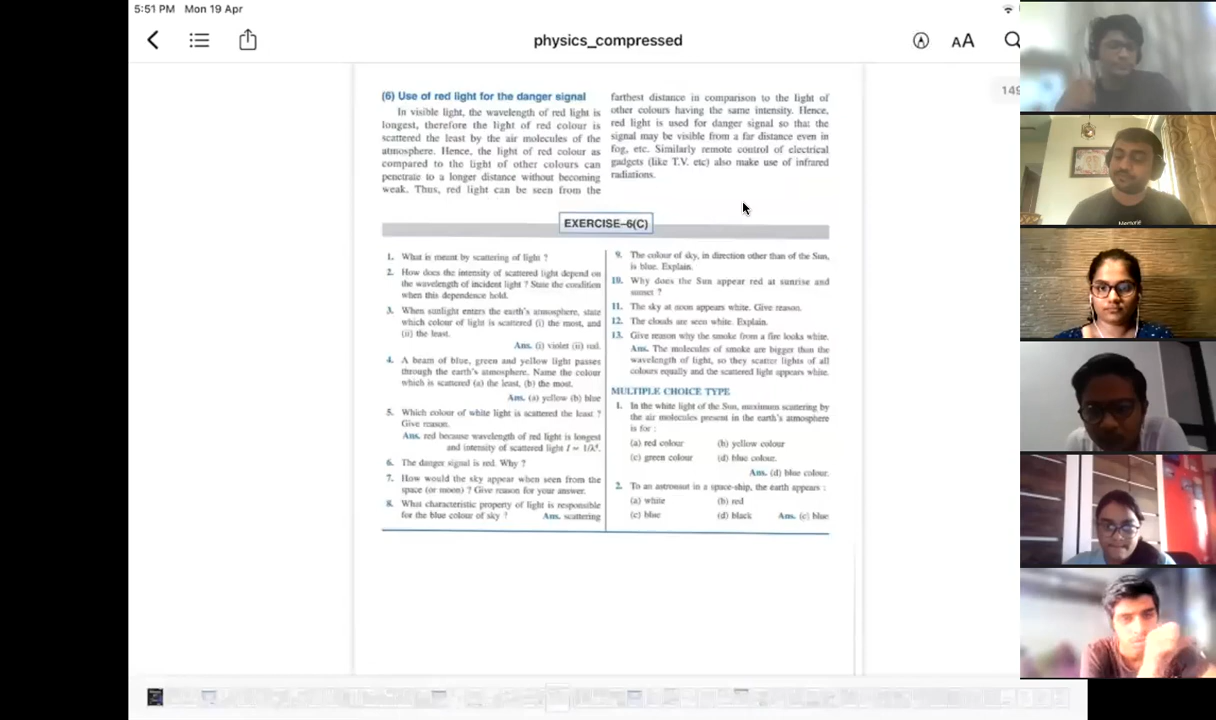 5:51 PM Mon 19 Apr
physics_compressed
AA
149
(6) Use of red light for the danger signal
In visible light, the wavelength of red light is
longest, therefore the light of red colour is
scattered the least by the air molecules of the
atmosphere. Hence, the light of red colour as
compared to the light of other colours can
penetrate to a longer distance without becoming
weak. Thus, red light can be seen from the
farthest distance in comparison to the light of
other colours having the same intensity. Hence,
red light is used for danger signal so that the
signal may be visible from a far distance even in
fog, etc. Similarly remote control of electrical
gadgets (like T.V. etc) also make use of infrared
radiations.
EXERCISE–6(C)
1. What is meant by scattering of light ?
2. How does the intensity of scattered light depend on
the wavelength of incident light ? State the condition
when this dependence hold.
3. When sunlight enters the earth's atmosphere, state
which colour of light is scattered (i) the most, and
(ii) the least.
Ans. (i) violet (ii) red.
4. A beam of blue, green and yellow light passes
through the earth's atmosphere. Name the colour
which is scattered (a) the least, (b) the most.
Ans. (a) yellow (b) blue
5. Which colour of white light is scattered the least ?
Give reason.
Ans. red because wavelength of red light is longest
and intensity of scattered light I ∝ 1/λ⁴.
6. The danger signal is red. Why ?
7. How would the sky appear when seen from the
space (or moon) ? Give reason for your answer.
8. What characteristic property of light is responsible
for the blue colour of sky ? Ans. scattering
9. The colour of sky, in direction other than of the Sun,
is blue. Explain.
10. Why does the Sun appear red at sunrise and
sunset ?
11. The sky at noon appears white. Give reason.
12. The clouds are seen white. Explain.
13. Give reason why the smoke from a fire looks white.
Ans. The molecules of smoke are bigger than the
wavelength of light, so they scatter lights of all
colours equally and the scattered light appears white.
MULTIPLE CHOICE TYPE
1. In the white light of the Sun, maximum scattering by
the air molecules present in the earth's atmosphere
is for :
(a) red colour (b) yellow colour
(c) green colour (d) blue colour.
Ans. (d) blue colour.
2. To an astronaut in a space-ship, the earth appears :
(a) white (b) red
(c) blue (d) black Ans. (c) blue